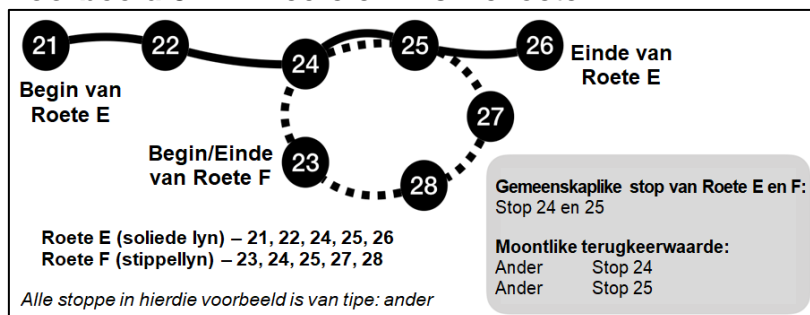 21
22
24
25
26
Einde van
Roete E
Begin van
Roete E
27
Begin/Einde
van Roete F
23
28
Gemeenskaplike stop van Roete E en F:
Stop 24 en 25
Roete E (soliede lyn) – 21, 22, 24, 25, 26
Roete F (stippellyn) – 23, 24, 25, 27, 28
Moontlike terugkeerwaarde:
Ander Stop 24
Ander Stop 25
Alle stoppe in hierdie voorbeeld is van tipe: ander